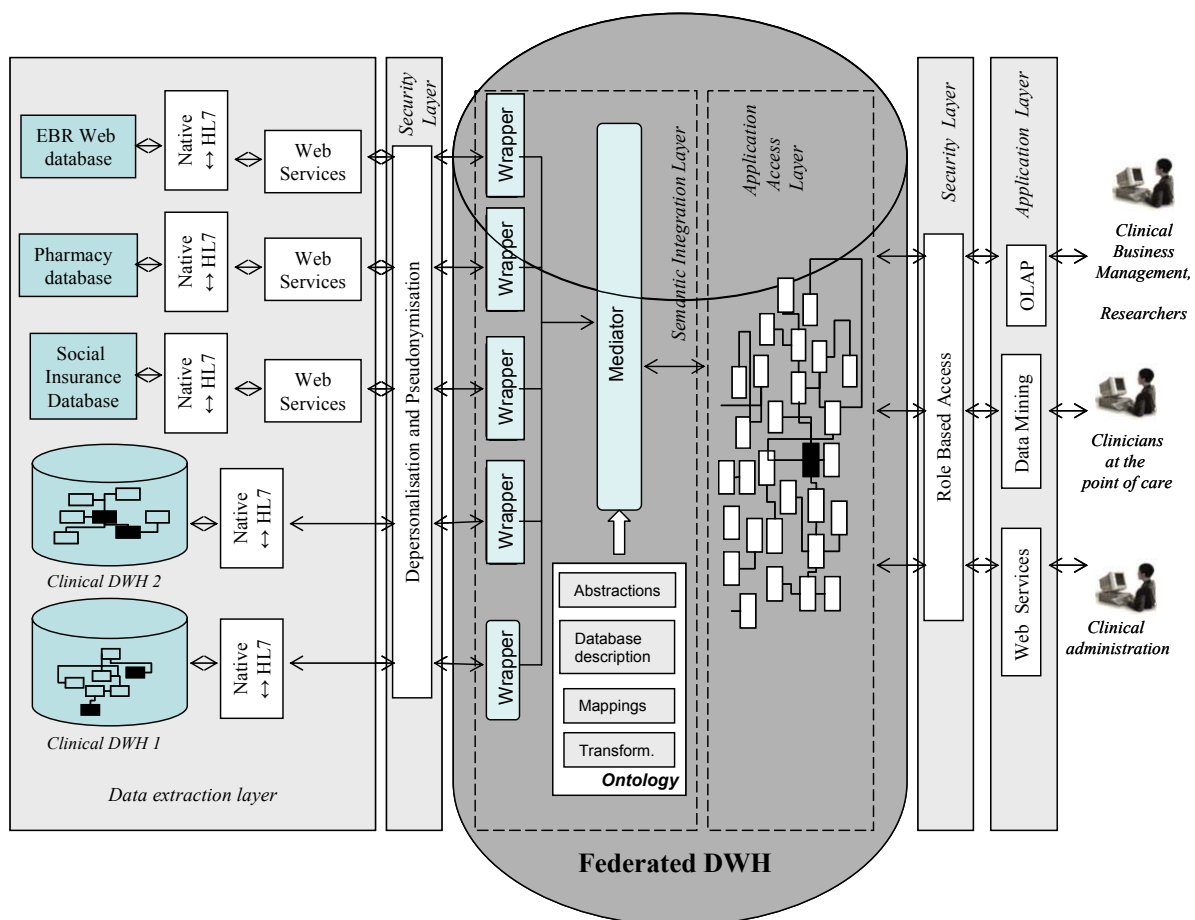 EBR Web
database
Native
↔ HL7
Web
Services
Pharmacy
database
Native
↔ HL7
Web
Services
Social
Insurance
Database
Native
↔ HL7
Web
Services
Clinical DWH 2
Native
↔ HL7
Clinical DWH 1
Native
↔ HL7
Data extraction layer
Security
Layer
Depersonalisation and Pseudonymisation
Wrapper
Wrapper
Wrapper
Wrapper
Wrapper
Mediator
Semantic Integration Layer
Abstractions
Database
description
Mappings
Transform.
Ontology
Application
Access
Layer
Federated DWH
Security Layer
Role Based Access
Application Layer
OLAP
Data Mining
Web Services
Clinical
Business
Management,
Researchers
Clinicians
at the
point of care
Clinical
administration